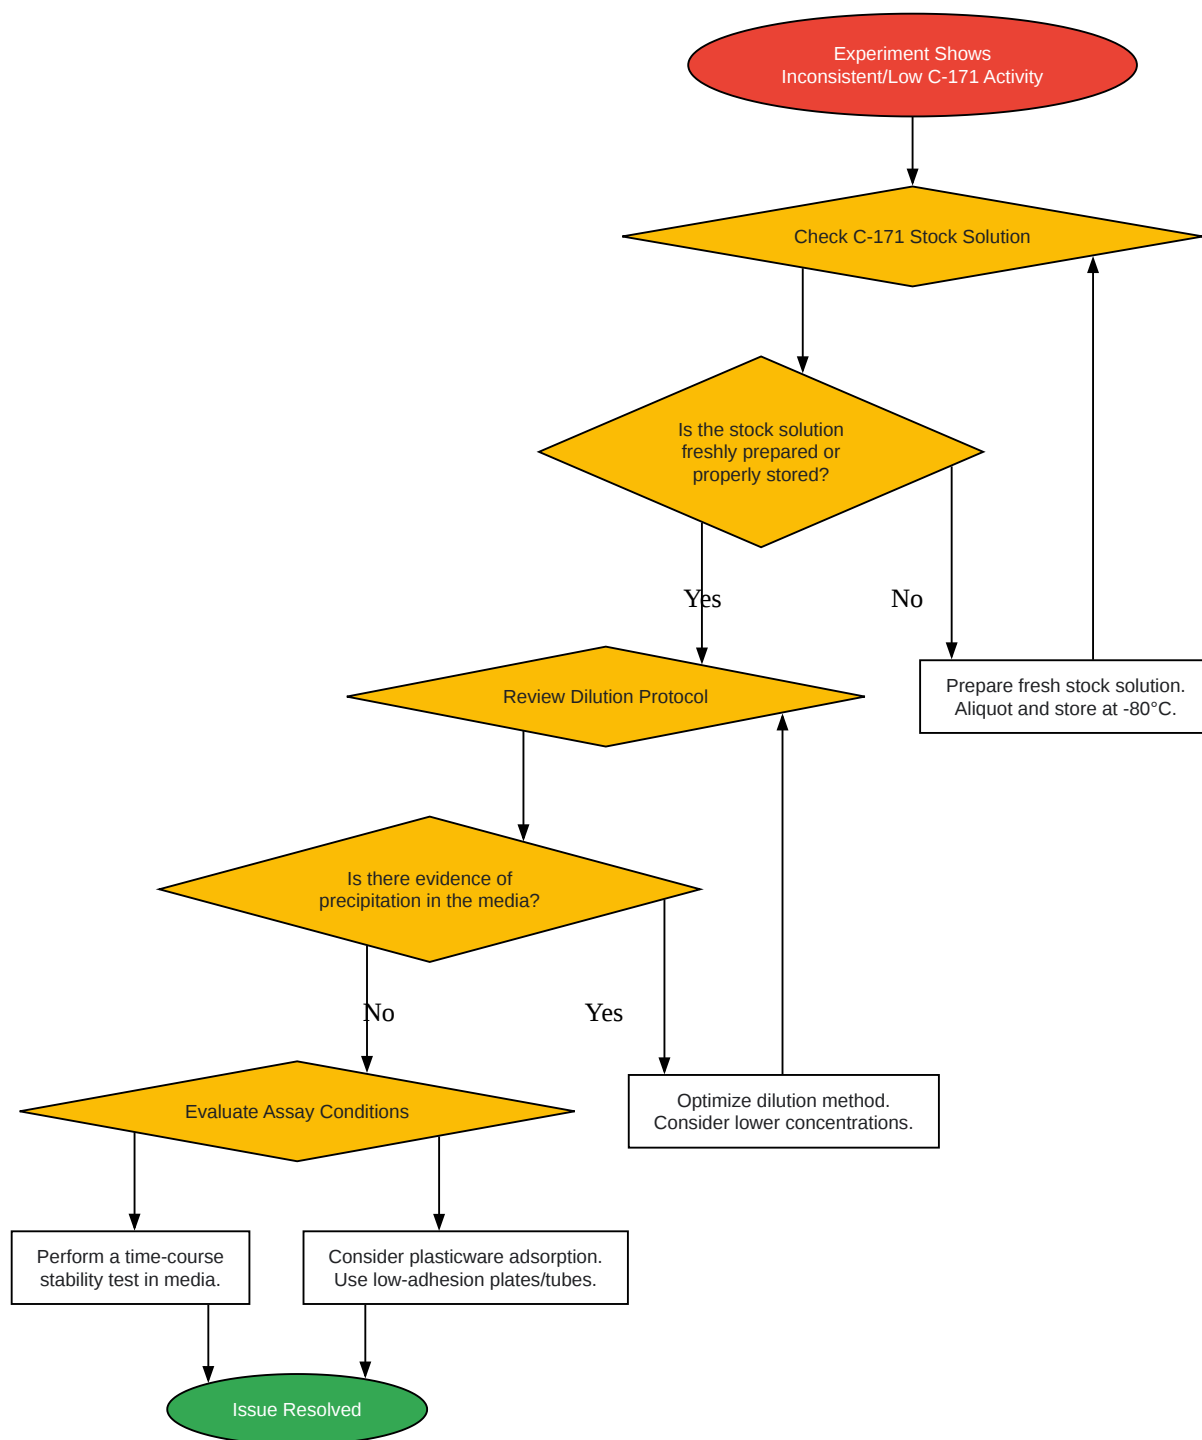 Experiment Shows
Inconsistent/Low C-171 Activity
Check C-171 Stock Solution
Is the stock solution
freshly prepared or
properly stored?
Yes
No
Review Dilution Protocol
Prepare fresh stock solution.
Aliquot and store at -80°C.
Is there evidence of
precipitation in the media?
No
Yes
Evaluate Assay Conditions
Optimize dilution method.
Consider lower concentrations.
Perform a time-course
stability test in media.
Consider plasticware adsorption.
Use low-adhesion plates/tubes.
Issue Resolved